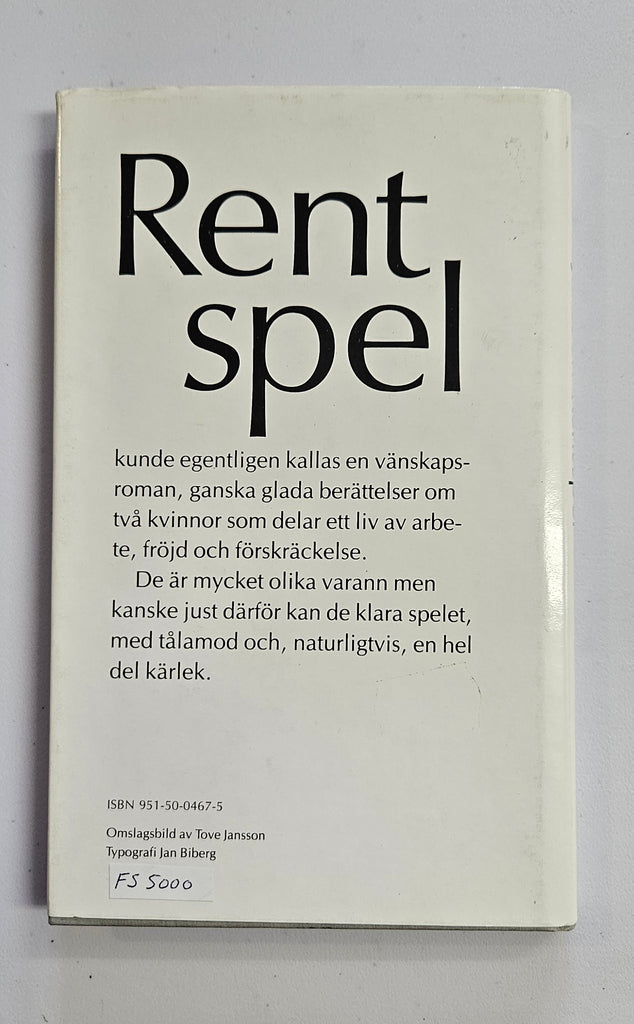 Rent
spel
kunde egentligen kallas en vänskaps-
roman, ganska glada berättelser om
två kvinnor som delar ett liv av arbe-
te, fröjd och förskräckelse.
De är mycket olika varann men
kanske just därför kan de klara spelet,
med tålamod och, naturligtvis, en hel
del kärlek.
ISBN 951-50-0467-5
Omslagsbild av Tove Jansson
Typografi Jan Biberg
FS 5000